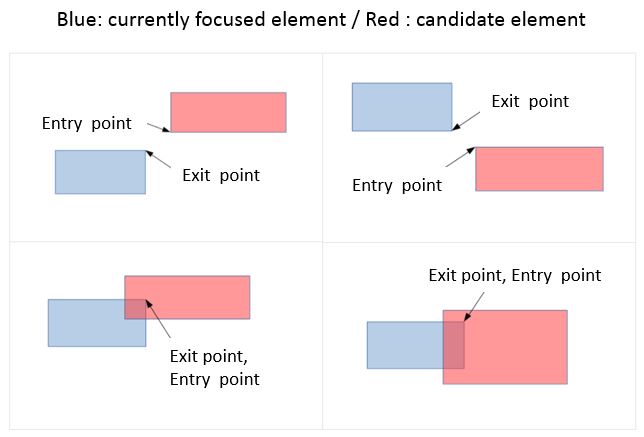 Blue: currently focused element / Red : candidate element
Entry point
Exit point
Exit point
Entry point
Exit point,
Entry point
Exit point, Entry point